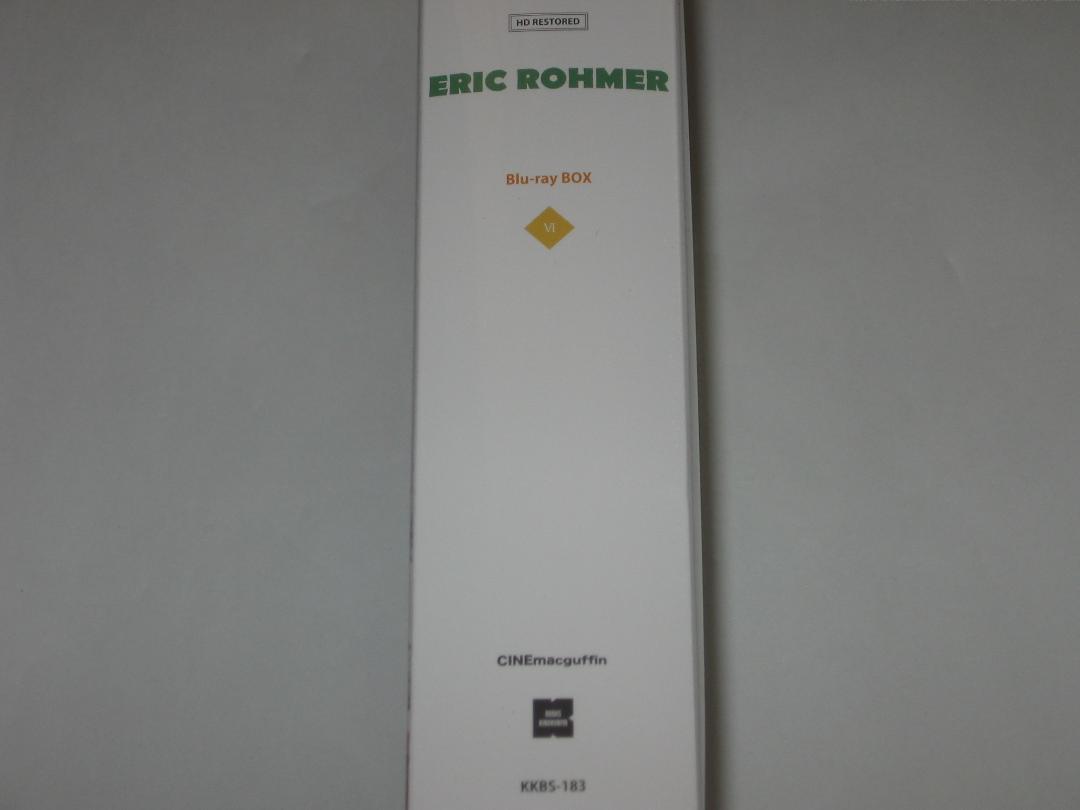 HD RESTORED
ERIC ROHMER
Blu-ray BOX
VI
CINEmacguffin
KKBS-183